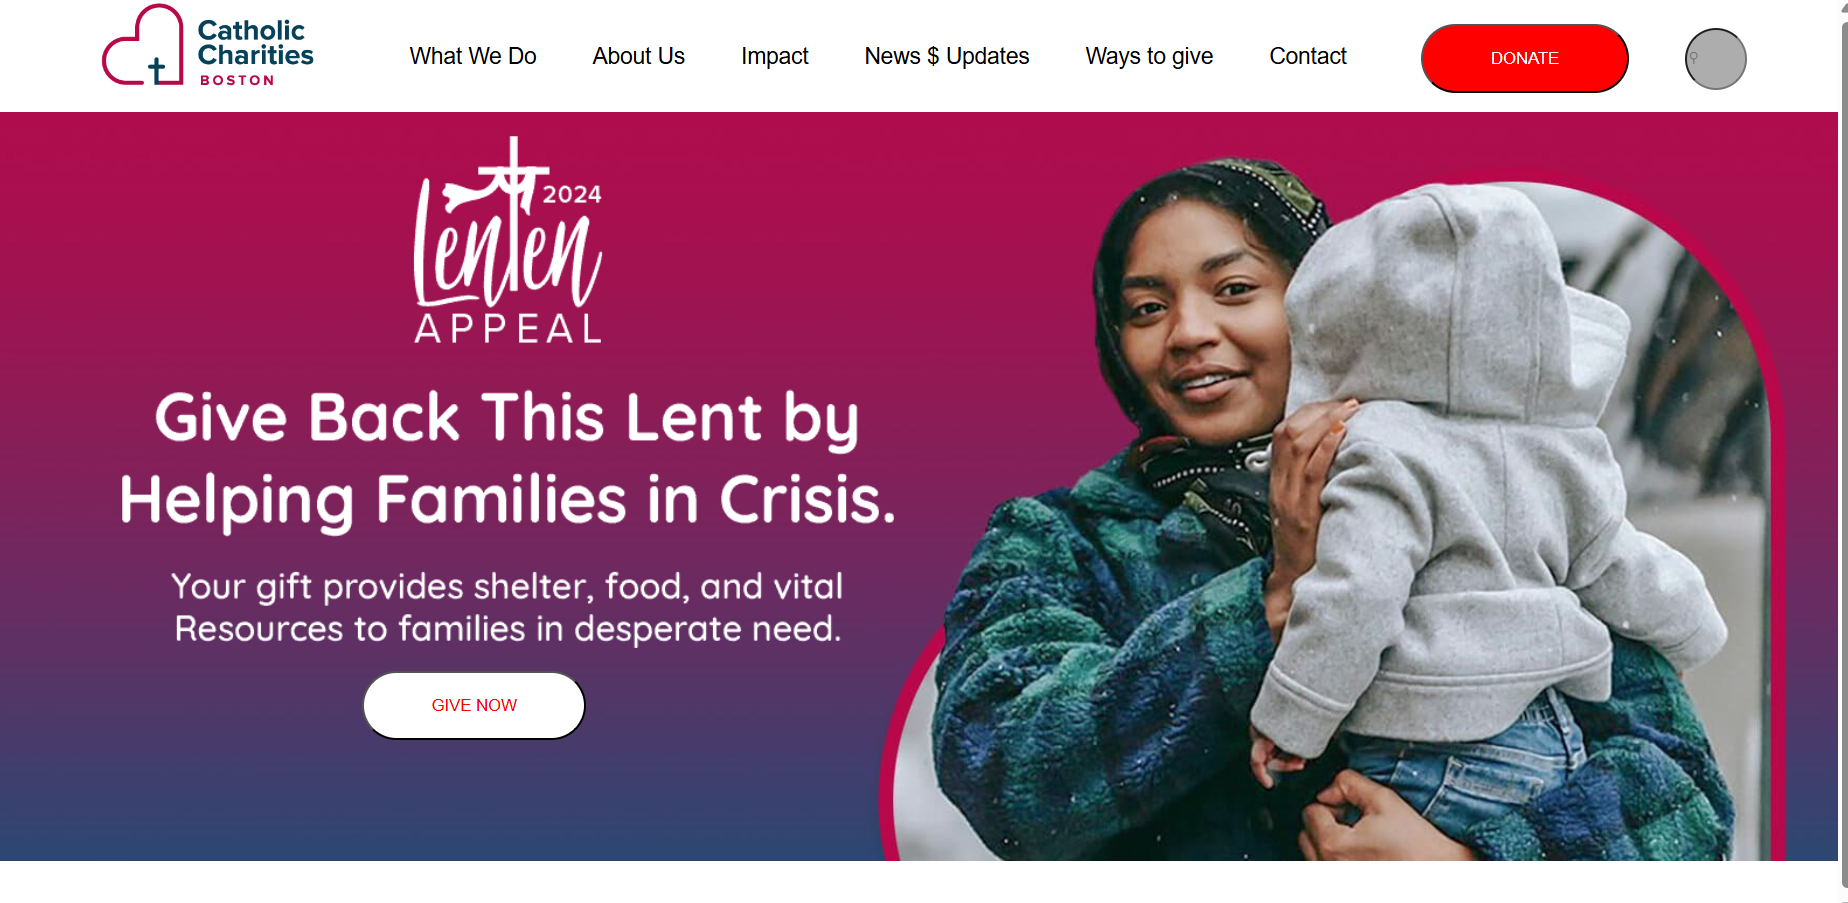 Catholic
Charities
BOSTON
What We Do
About Us
Impact
News $ Updates
Ways to give
Contact
DONATE
2024
Lenten
APPEAL
Give Back This Lent by
Helping Families in Crisis.
Your gift provides shelter, food, and vital
Resources to families in desperate need.
GIVE NOW